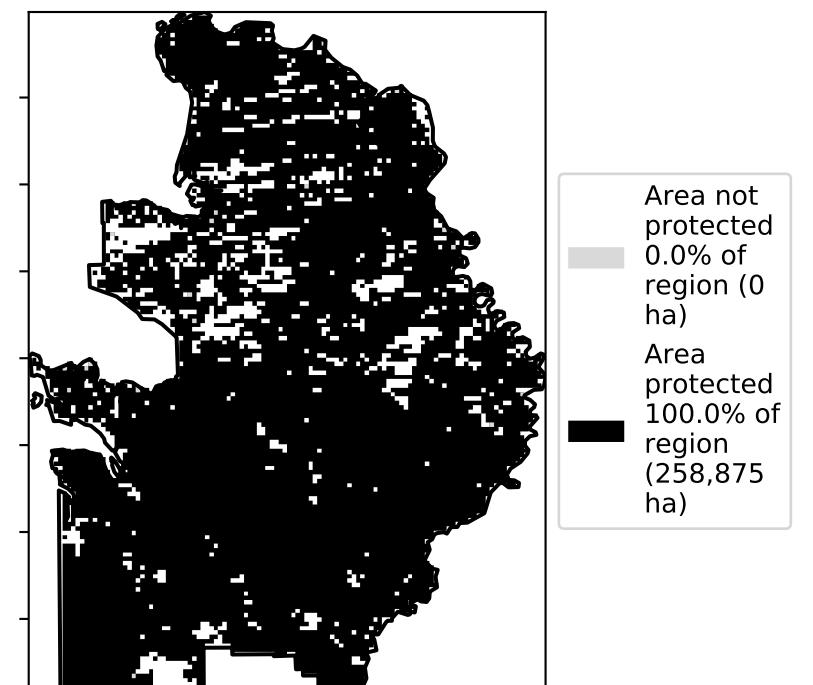 Area not
protected
0.0% of
region (0
ha)
Area
protected
100.0% of
region
(258,875
ha)